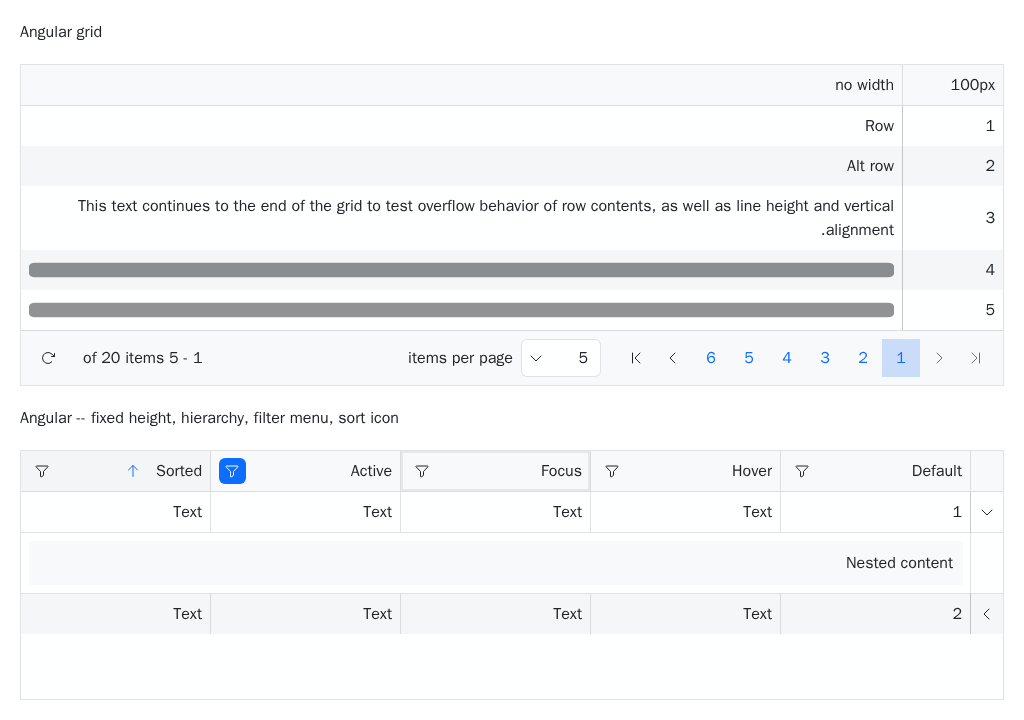 Angular grid
no width 100px
Row 1
Alt row 2
This text continues to the end of the grid to test overflow behavior of row contents, as well as line height and vertical
.alignment
3
4
5
of 20 items 5 - 1 items per page 5 6 5 4 3 2 1
Angular -- fixed height, hierarchy, filter menu, sort icon
Sorted Active Focus Hover Default
Text Text Text Text 1
Nested content
Text Text Text Text 2